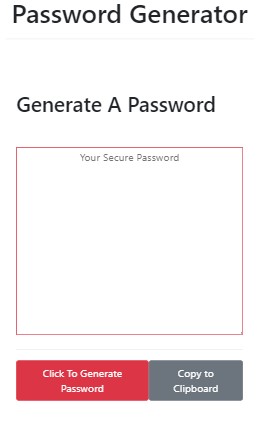 Password Generator
Generate A Password
Your Secure Password
Click To Generate
Password
Copy to
Clipboard